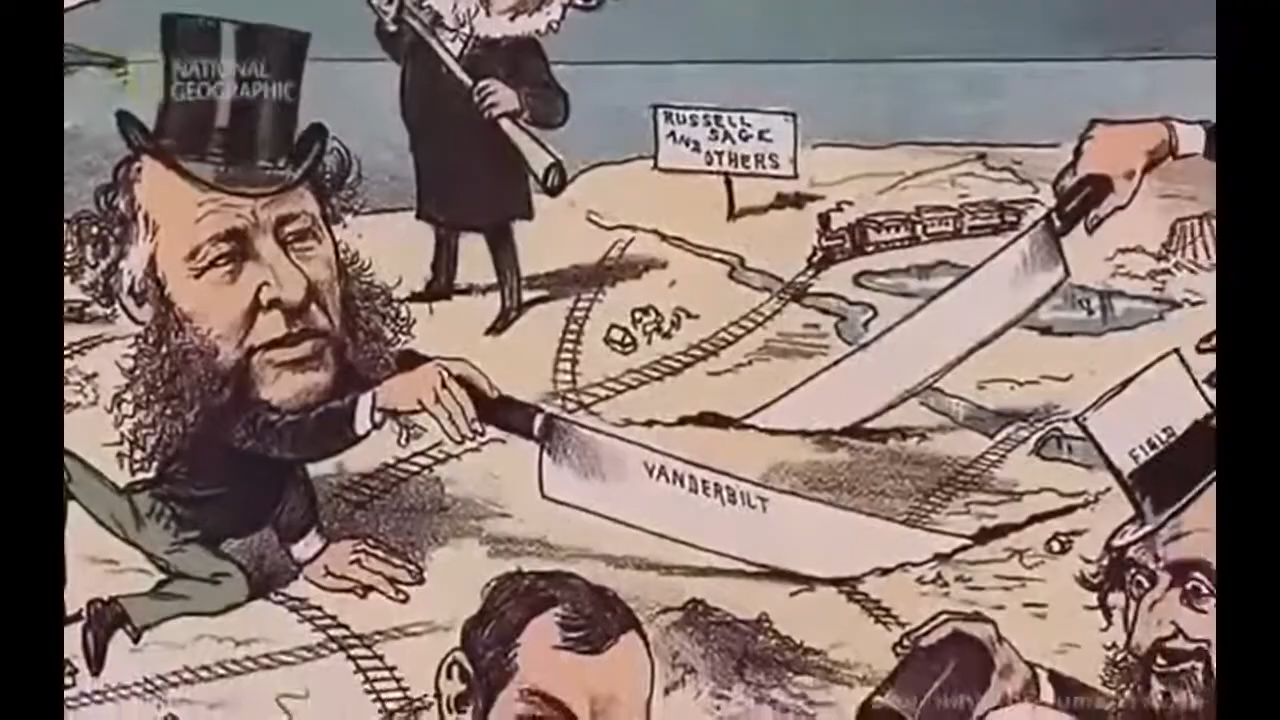 NATIONAL
GEOGRAPHIC
RUSSELL
SAGE
AND
OTHERS
VANDERBILT
FIELD